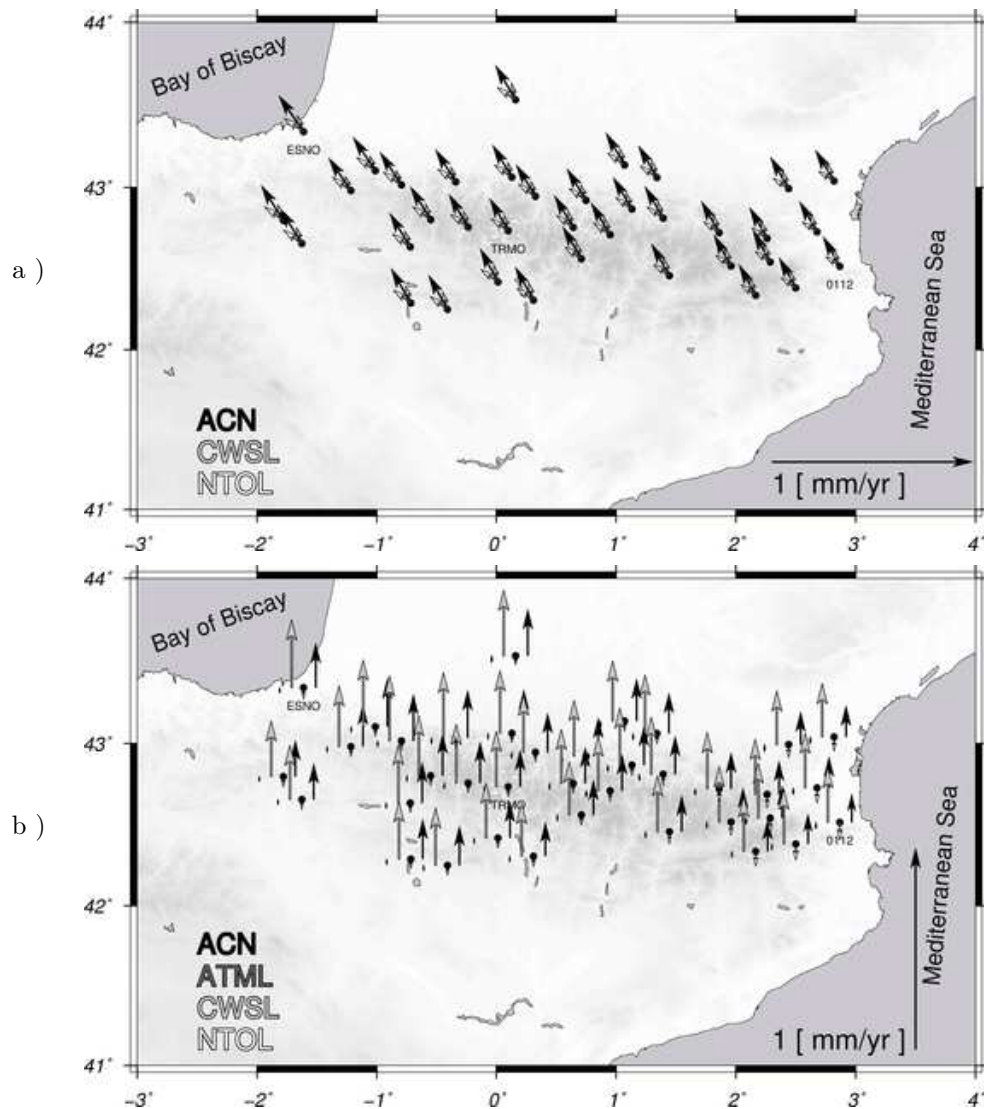 44°
Bay of Biscay
ESNO
43°
TRMO
a )
0112
42°
Mediterranean Sea
ACN
CWSL
NTOL
1 [ mm/yr ]
41°
−3° −2° −1° 0° 1° 2° 3° 4°
44°
Bay of Biscay
ESNO
43°
TRMO
b )
0112
42°
Mediterranean Sea
ACN
ATML
CWSL
NTOL
1 [ mm/yr ]
41°
−3° −2° −1° 0° 1° 2° 3° 4°